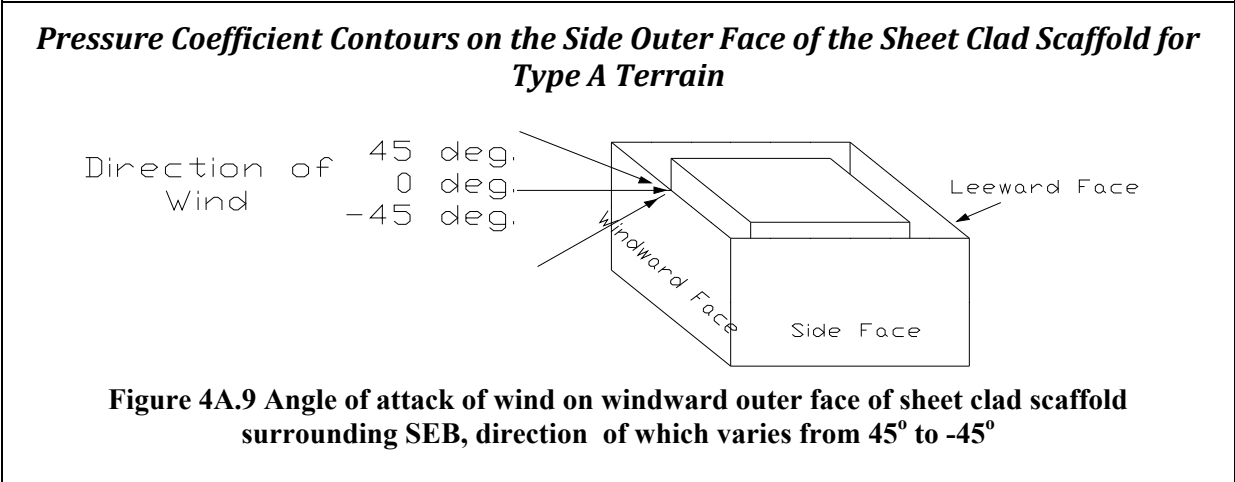 Pressure Coefficient Contours on the Side Outer Face of the Sheet Clad Scaffold for
Type A Terrain
Direction of
Wind
45 deg.
0 deg.
-45 deg.
Windward Face
Leeward Face
Side Face
Figure 4A.9 Angle of attack of wind on windward outer face of sheet clad scaffold
surrounding SEB, direction of which varies from 45° to -45°